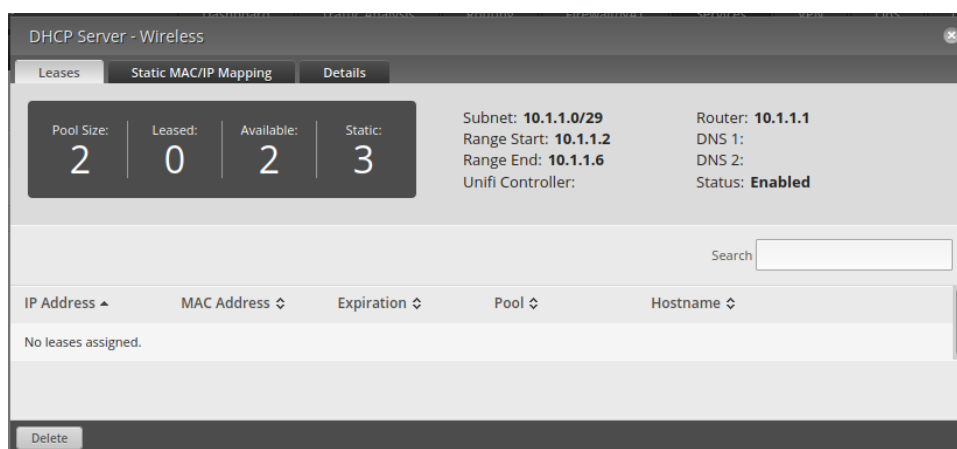 DHCP Server - Wireless
Leases Static MAC/IP Mapping Details
Pool Size: Leased: Available: Static:
2 0 2 3
Subnet: 10.1.1.0/29
Range Start: 10.1.1.2
Range End: 10.1.1.6
Unifi Controller:
Router: 10.1.1.1
DNS 1:
DNS 2:
Status: Enabled
Search
IP Address MAC Address Expiration Pool Hostname
No leases assigned.
Delete